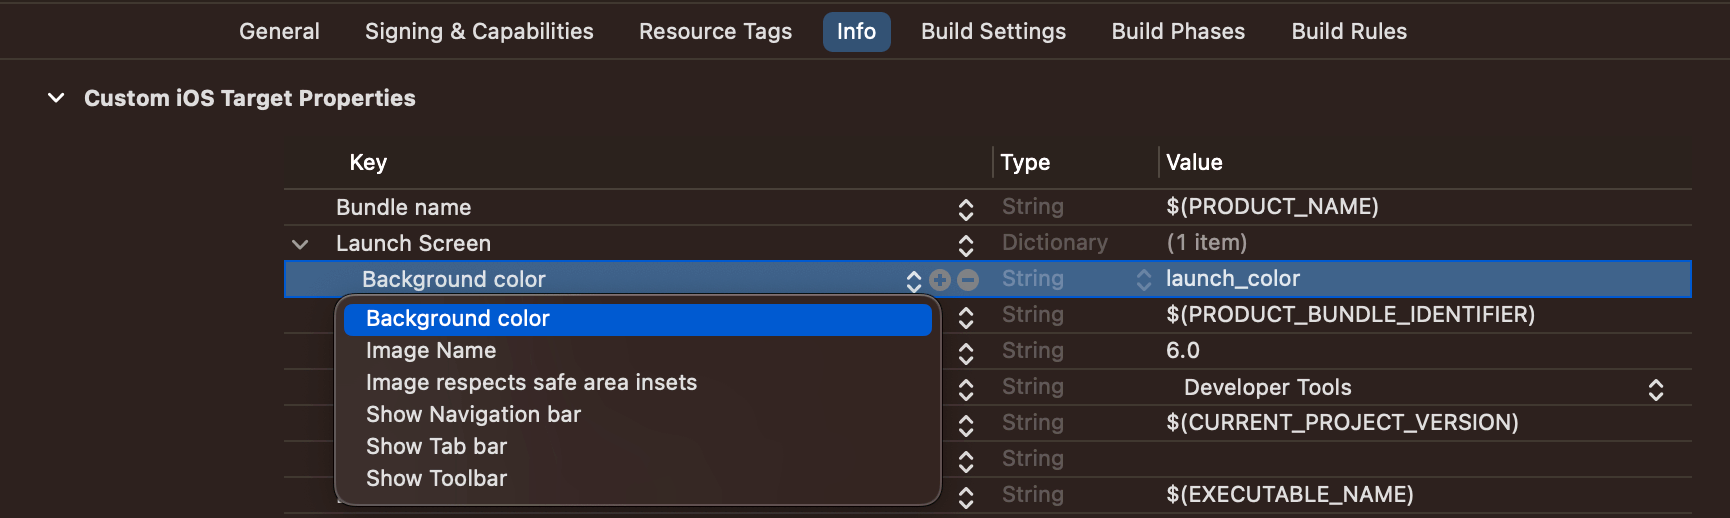 General Signing & Capabilities Resource Tags Info Build Settings Build Phases Build Rules
Custom iOS Target Properties
Key Type Value
Bundle name String $(PRODUCT_NAME)
Launch Screen Dictionary (1 item)
Background color String launch_color
Background color String $(PRODUCT_BUNDLE_IDENTIFIER)
Image Name String 6.0
Image respects safe area insets String Developer Tools
Show Navigation bar String $(CURRENT_PROJECT_VERSION)
Show Tab bar String
Show Toolbar String $(EXECUTABLE_NAME)